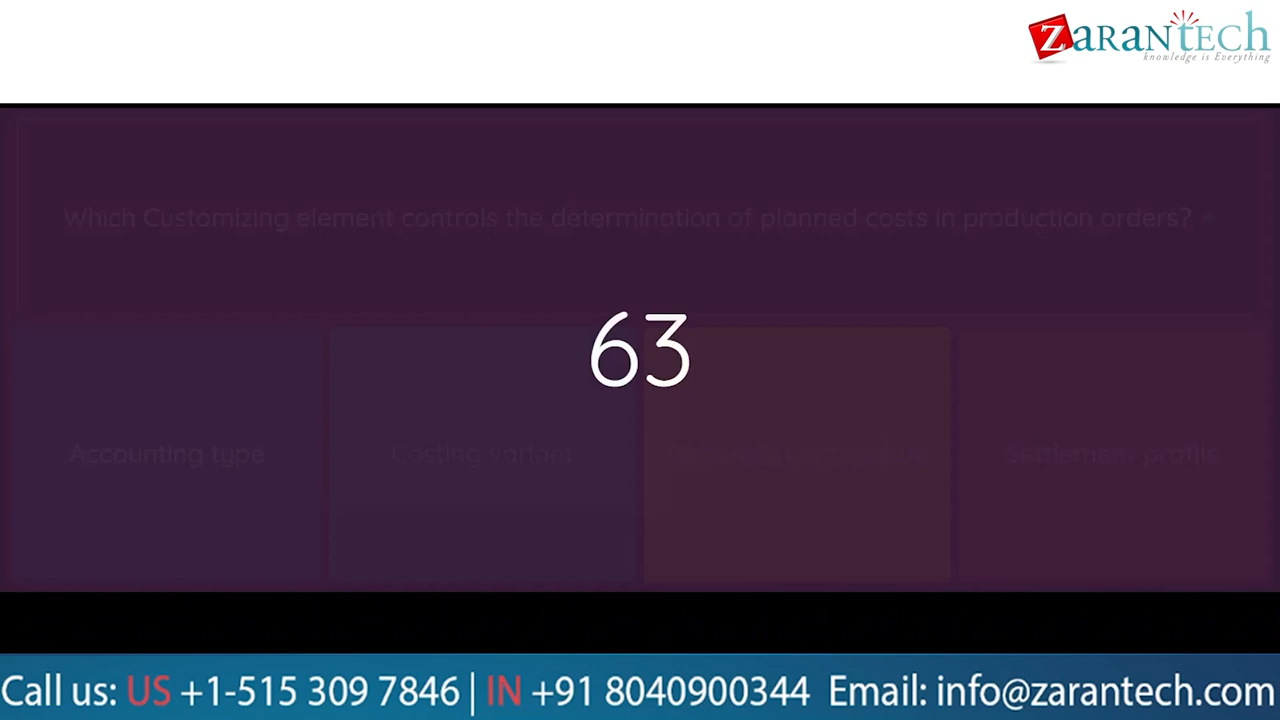 ZARANTECH
knowledge is Everything
Which Customizing element controls the determination of planned costs in production orders?
63
Accounting type
Costing variant
Settlement profile
Call us: US +1-515 309 7846 | IN +91 8040900344 Email: info@zarantech.com